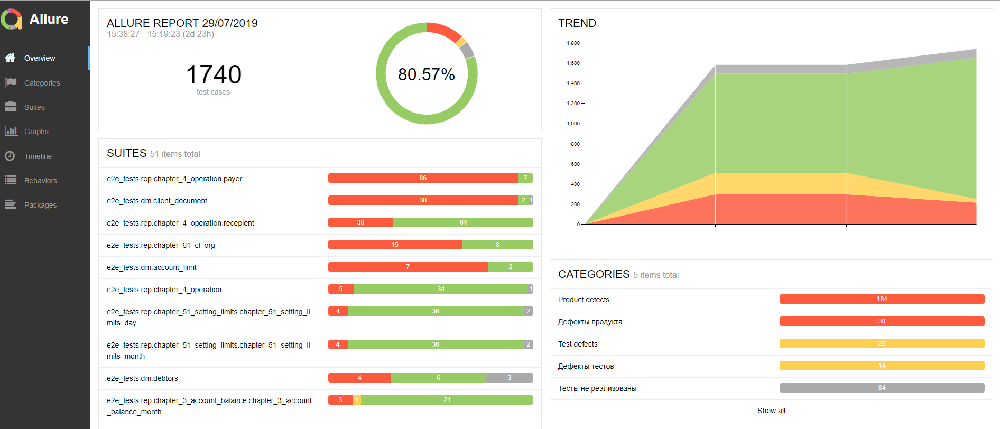 Allure
Overview
Categories
Suites
Graphs
Timeline
Behaviors
Packages
ALLURE REPORT 29/07/2019
15:38:27 - 15:19:23 (2d 23h)
1740
test cases
80.57%
SUITES 51 items total
e2e_tests.rep.chapter_4_operation.payer 86 7
e2e_tests.dm.client_document 38 2 1
e2e_tests.rep.chapter_4_operation.recepient 30 64
e2e_tests.rep.chapter_61_cl_org 15 8
e2e_tests.dm.account_limit 7 2
e2e_tests.rep.chapter_4_operation 5 34 1
e2e_tests.rep.chapter_51_setting_limits.chapter_51_setting_li 4 36 2
mits_day
e2e_tests.rep.chapter_51_setting_limits.chapter_51_setting_li 4 36 2
mits_month
e2e_tests.dm.debtors 4 6 3
e2e_tests.rep.chapter_3_account_balance.chapter_3_account 3 1 21
_balance_month
TREND
1,800
1,600
1,400
1,200
1,000
800
600
400
200
0
CATEGORIES 5 items total
Product defects 184
Дефекты продукта 30
Test defects 22
Дефекты тестов 14
Тесты не реализованы 84
Show all